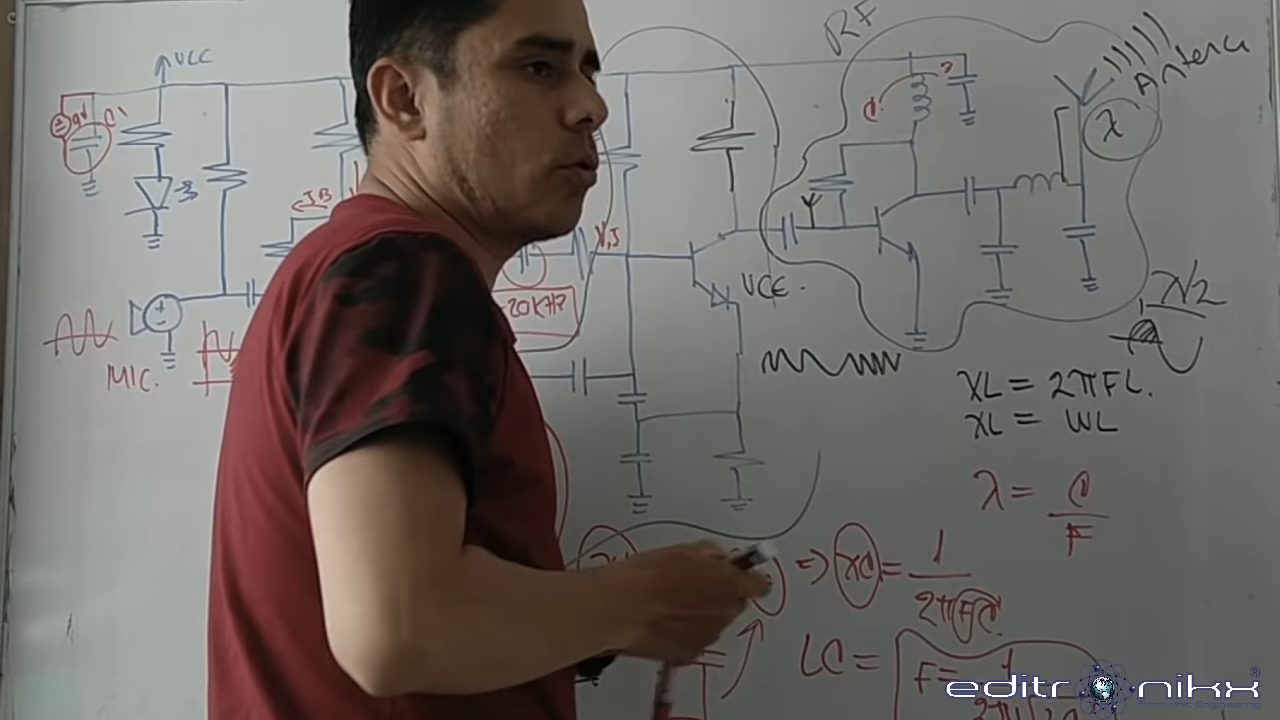 RF
Antena
VCC
9V
C1
IB
λ
20KHz
VCE.
λ/2
MIC.
XL = 2πFL.
XL = WL
λ = C
F
=> XC = 1
2πFC
LC =
F = 1
editronikx